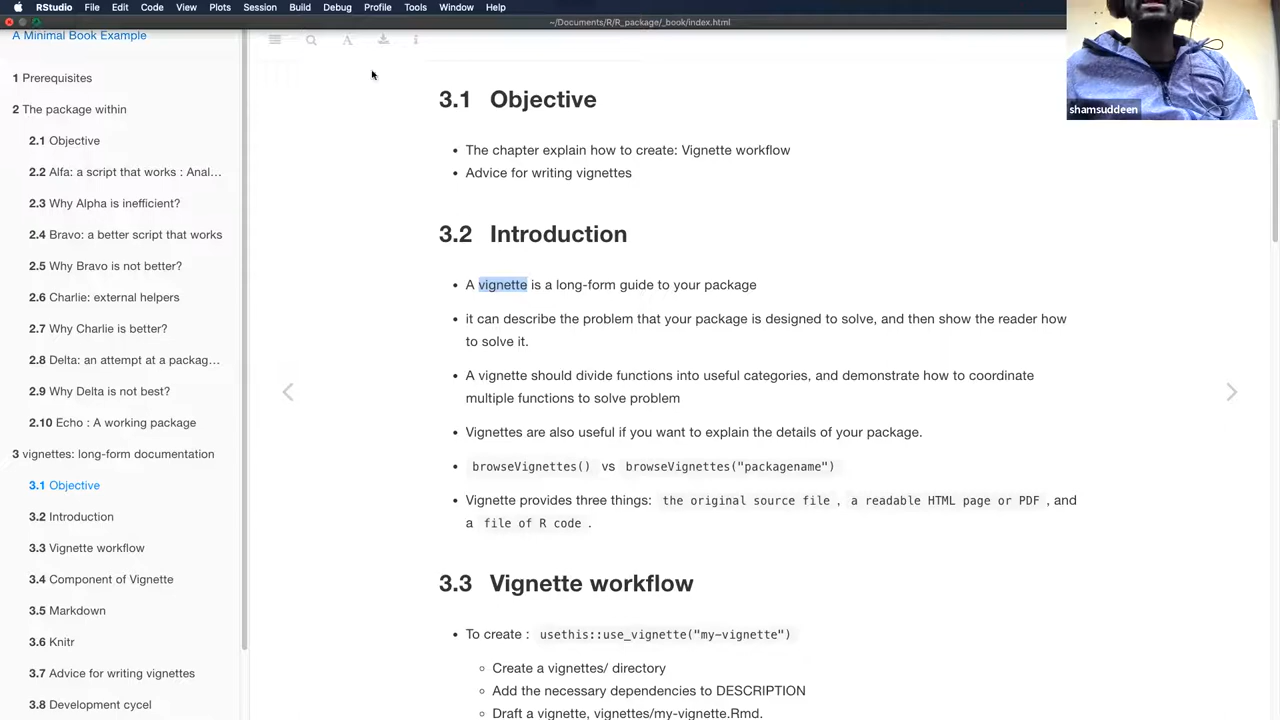 RStudio File Edit Code View Plots Session Build Debug Profile Tools Window Help
~/Documents/R/R_package/_book/index.html
A Minimal Book Example
1 Prerequisites
2 The package within
2.1 Objective
2.2 Alfa: a script that works : Anal...
2.3 Why Alpha is inefficient?
2.4 Bravo: a better script that works
2.5 Why Bravo is not better?
2.6 Charlie: external helpers
2.7 Why Charlie is better?
2.8 Delta: an attempt at a packag...
2.9 Why Delta is not best?
2.10 Echo : A working package
3 vignettes: long-form documentation
3.1 Objective
3.2 Introduction
3.3 Vignette workflow
3.4 Component of Vignette
3.5 Markdown
3.6 Knitr
3.7 Advice for writing vignettes
3.8 Development cycel
A
i
3.1 Objective
• The chapter explain how to create: Vignette workflow
• Advice for writing vignettes
3.2 Introduction
• A vignette is a long-form guide to your package
• it can describe the problem that your package is designed to solve, and then show the reader how
to solve it.
• A vignette should divide functions into useful categories, and demonstrate how to coordinate
multiple functions to solve problem
• Vignettes are also useful if you want to explain the details of your package.
• browseVignettes() vs browseVignettes("packagename")
• Vignette provides three things: the original source file , a readable HTML page or PDF , and
a file of R code .
3.3 Vignette workflow
• To create : usethis::use_vignette("my-vignette")
◦ Create a vignettes/ directory
◦ Add the necessary dependencies to DESCRIPTION
◦ Draft a vignette, vignettes/my-vignette.Rmd.
shamsuddeen